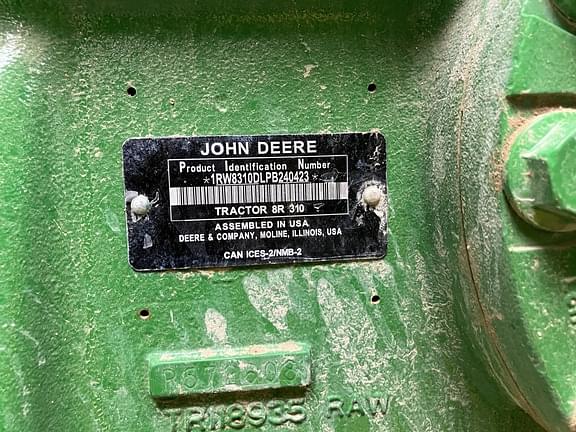 JOHN DEERE
Product Identification Number
*1RW8310DLPB240423*
TRACTOR 8R 310
ASSEMBLED IN USA
DEERE & COMPANY, MOLINE, ILLINOIS, USA
CAN ICES-2/NMB-2
RAW